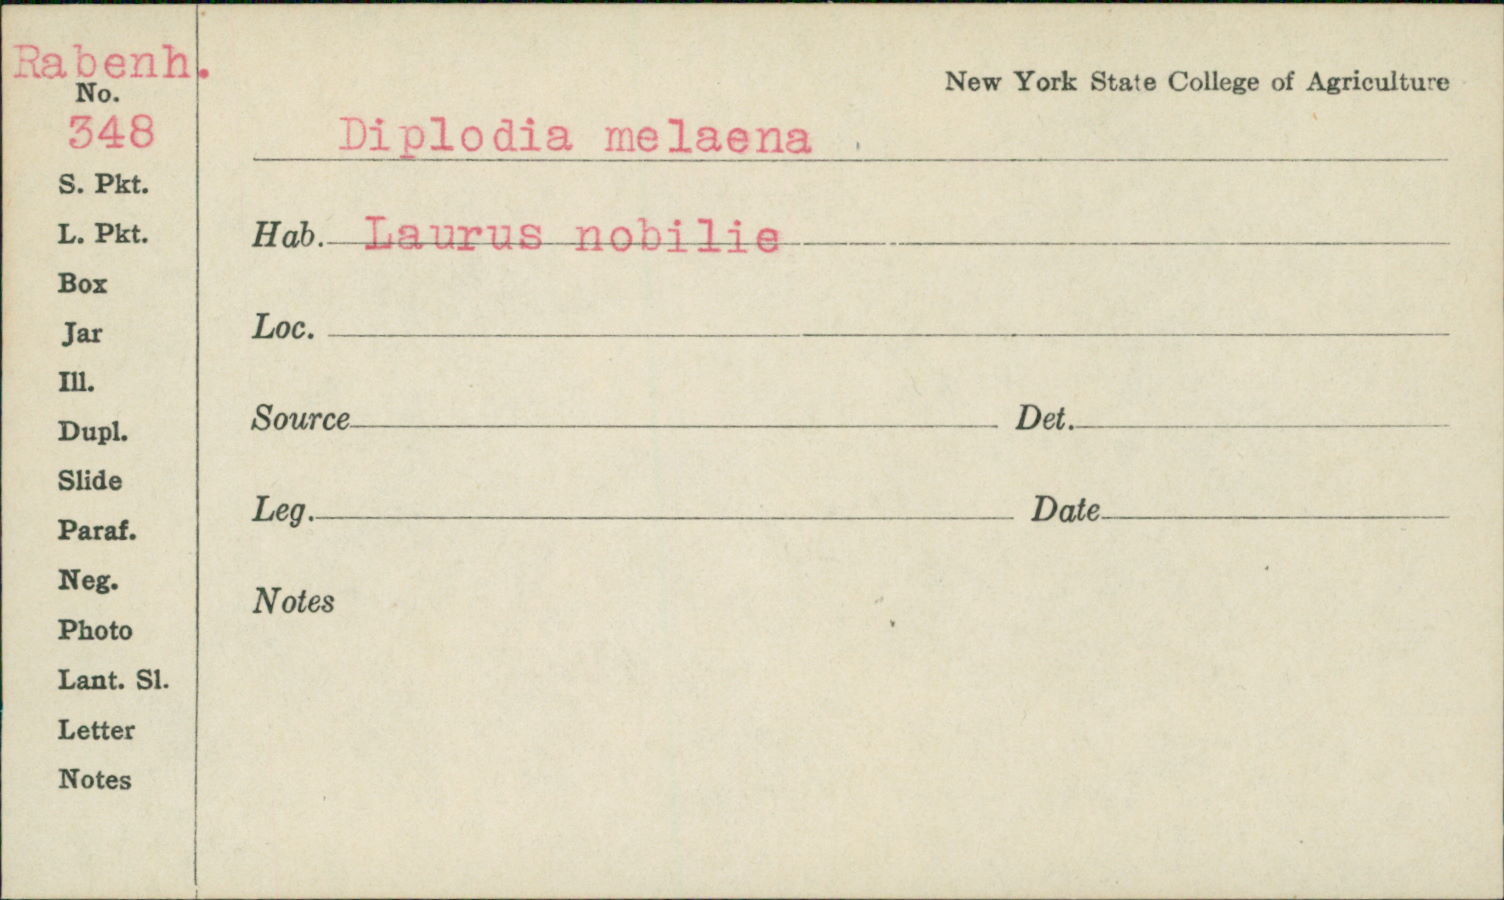 Rabenh.
No.
348
S. Pkt.
L. Pkt.
Box
Jar
Ill.
Dupl.
Slide
Paraf.
Neg.
Photo
Lant. Sl.
Letter
Notes
New York State College of Agriculture
Diplodia melaena
Hab. Laurus nobilie
Loc.
Source Det.
Leg. Date
Notes